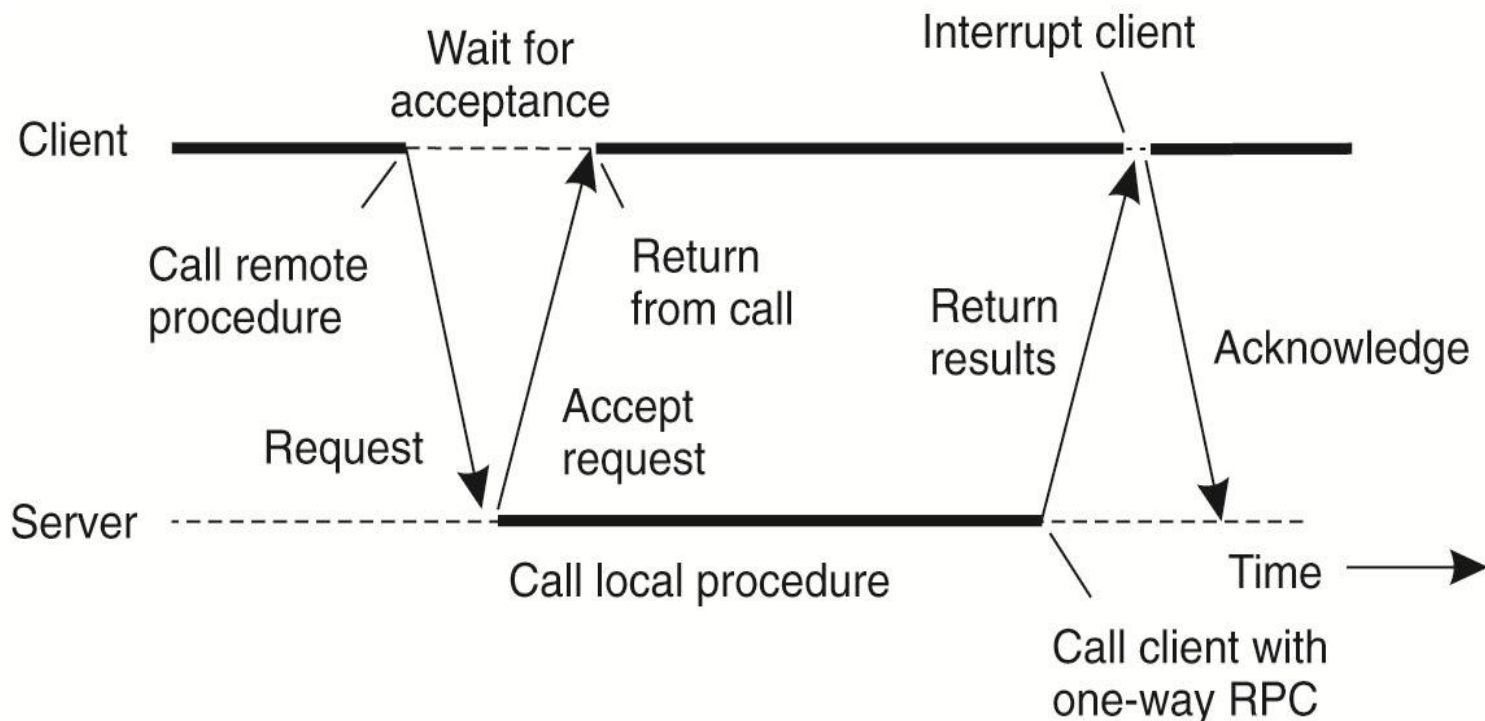 Wait for
acceptance
Interrupt client
Client
Call remote
procedure
Return
from call
Return
results
Acknowledge
Request
Accept
request
Server
Call local procedure
Time
Call client with
one-way RPC